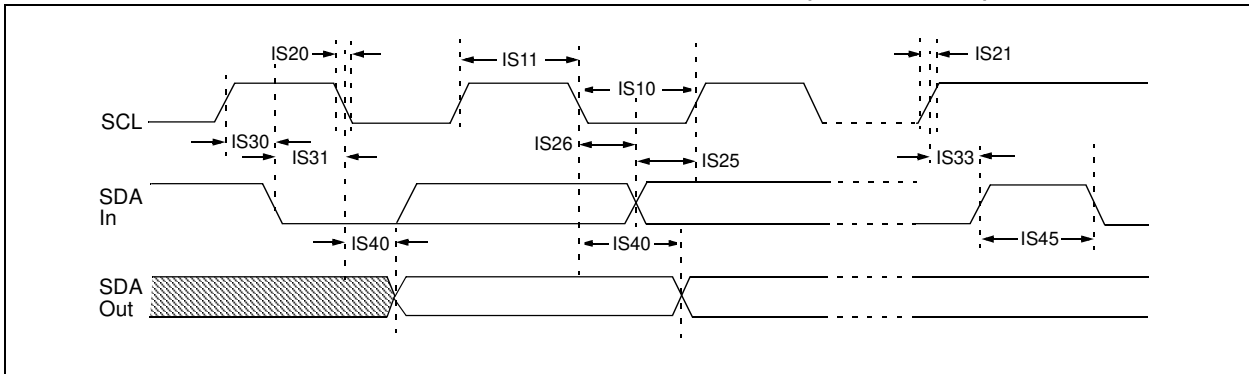 IS20
IS11
IS21
IS10
SCL
IS30
IS31
IS26
IS25
IS33
SDA
In
IS40
IS40
IS45
SDA
Out